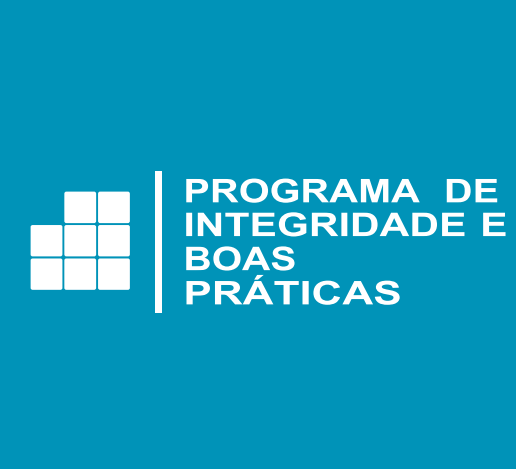 PROGRAMA DE
INTEGRIDADE E
BOAS
PRÁTICAS